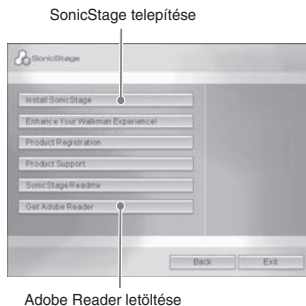 SonicStage telepítése
SonicStage
Install SonicStage
Enhance Your Walkman Experience!
Product Registration
Product Support
SonicStage Readme
Get Adobe Reader
Back
Exit
Adobe Reader letöltése